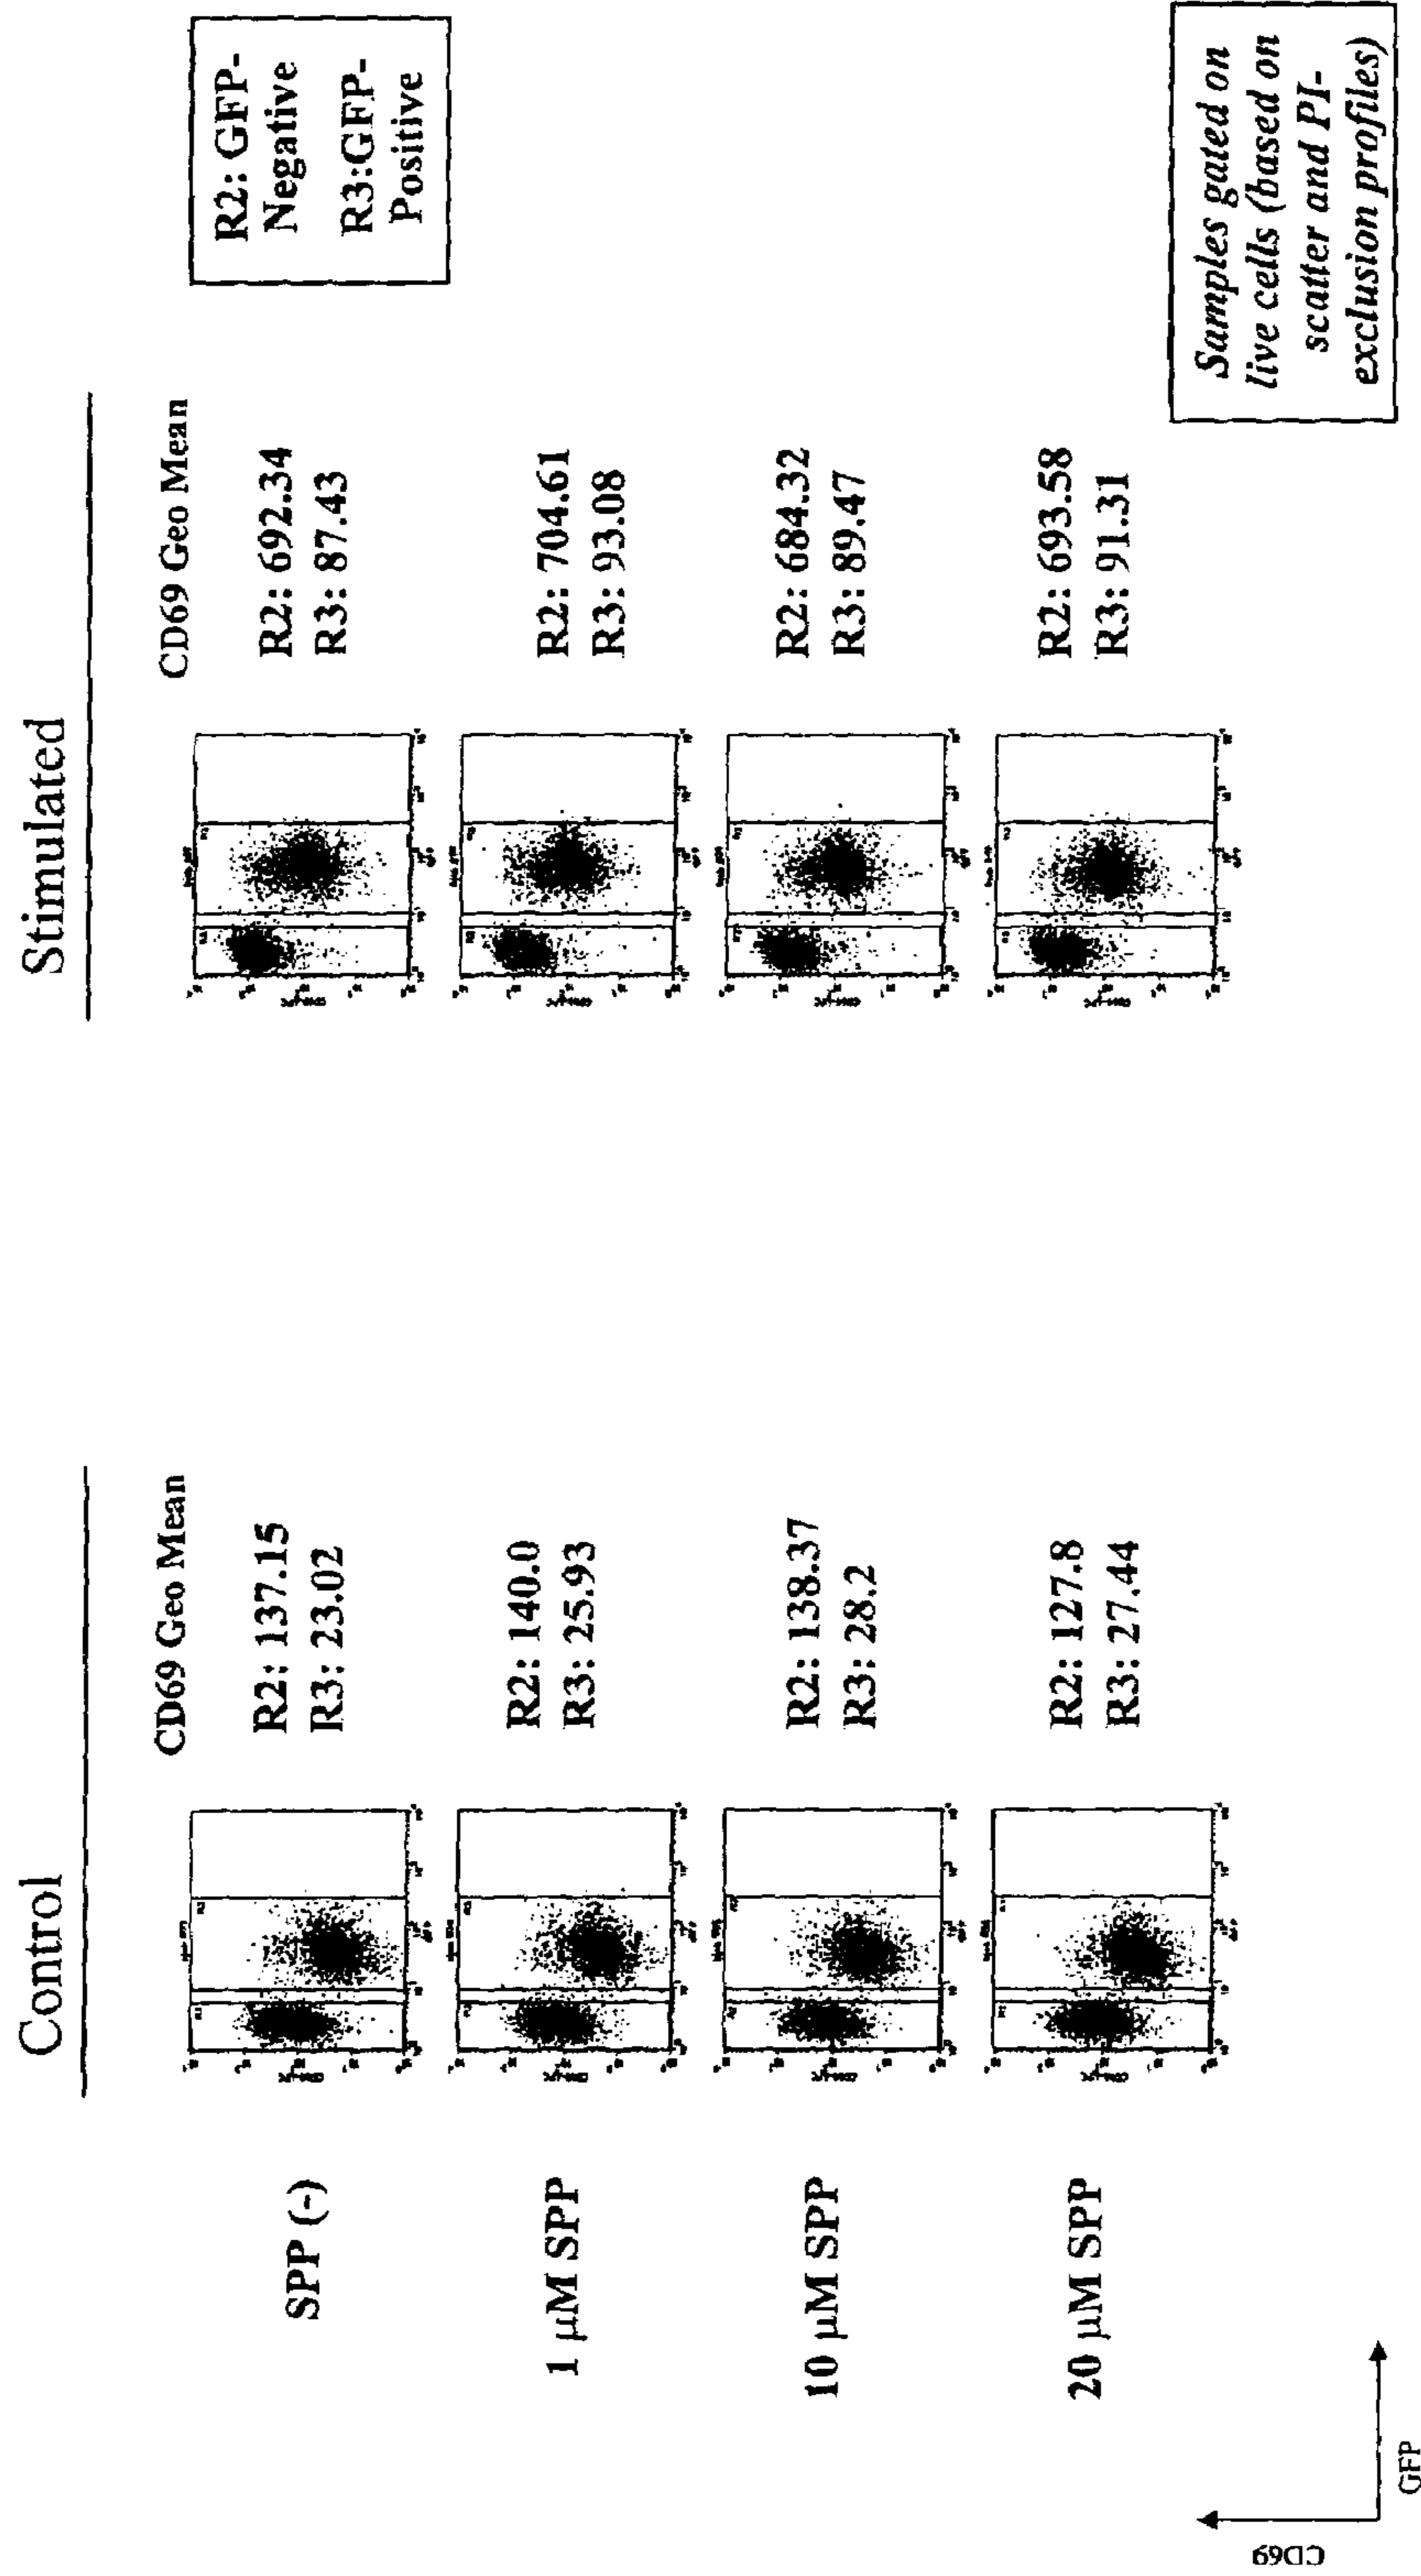 Control
Stimulated
CD69 Geo Mean
CD69 Geo Mean
R2: GFP-
Negative
R3:GFP-
Positive
SPP (-)
R2: 137.15
R3: 23.02
R2: 692.34
R3: 87.43
1 μM SPP
R2: 140.0
R3: 25.93
R2: 704.61
R3: 93.08
10 μM SPP
R2: 138.37
R3: 28.2
R2: 684.32
R3: 89.47
20 μM SPP
R2: 127.8
R3: 27.44
R2: 693.58
R3: 91.31
CD69
GFP
Samples gated on
live cells (based on
scatter and PI-
exclusion profiles)